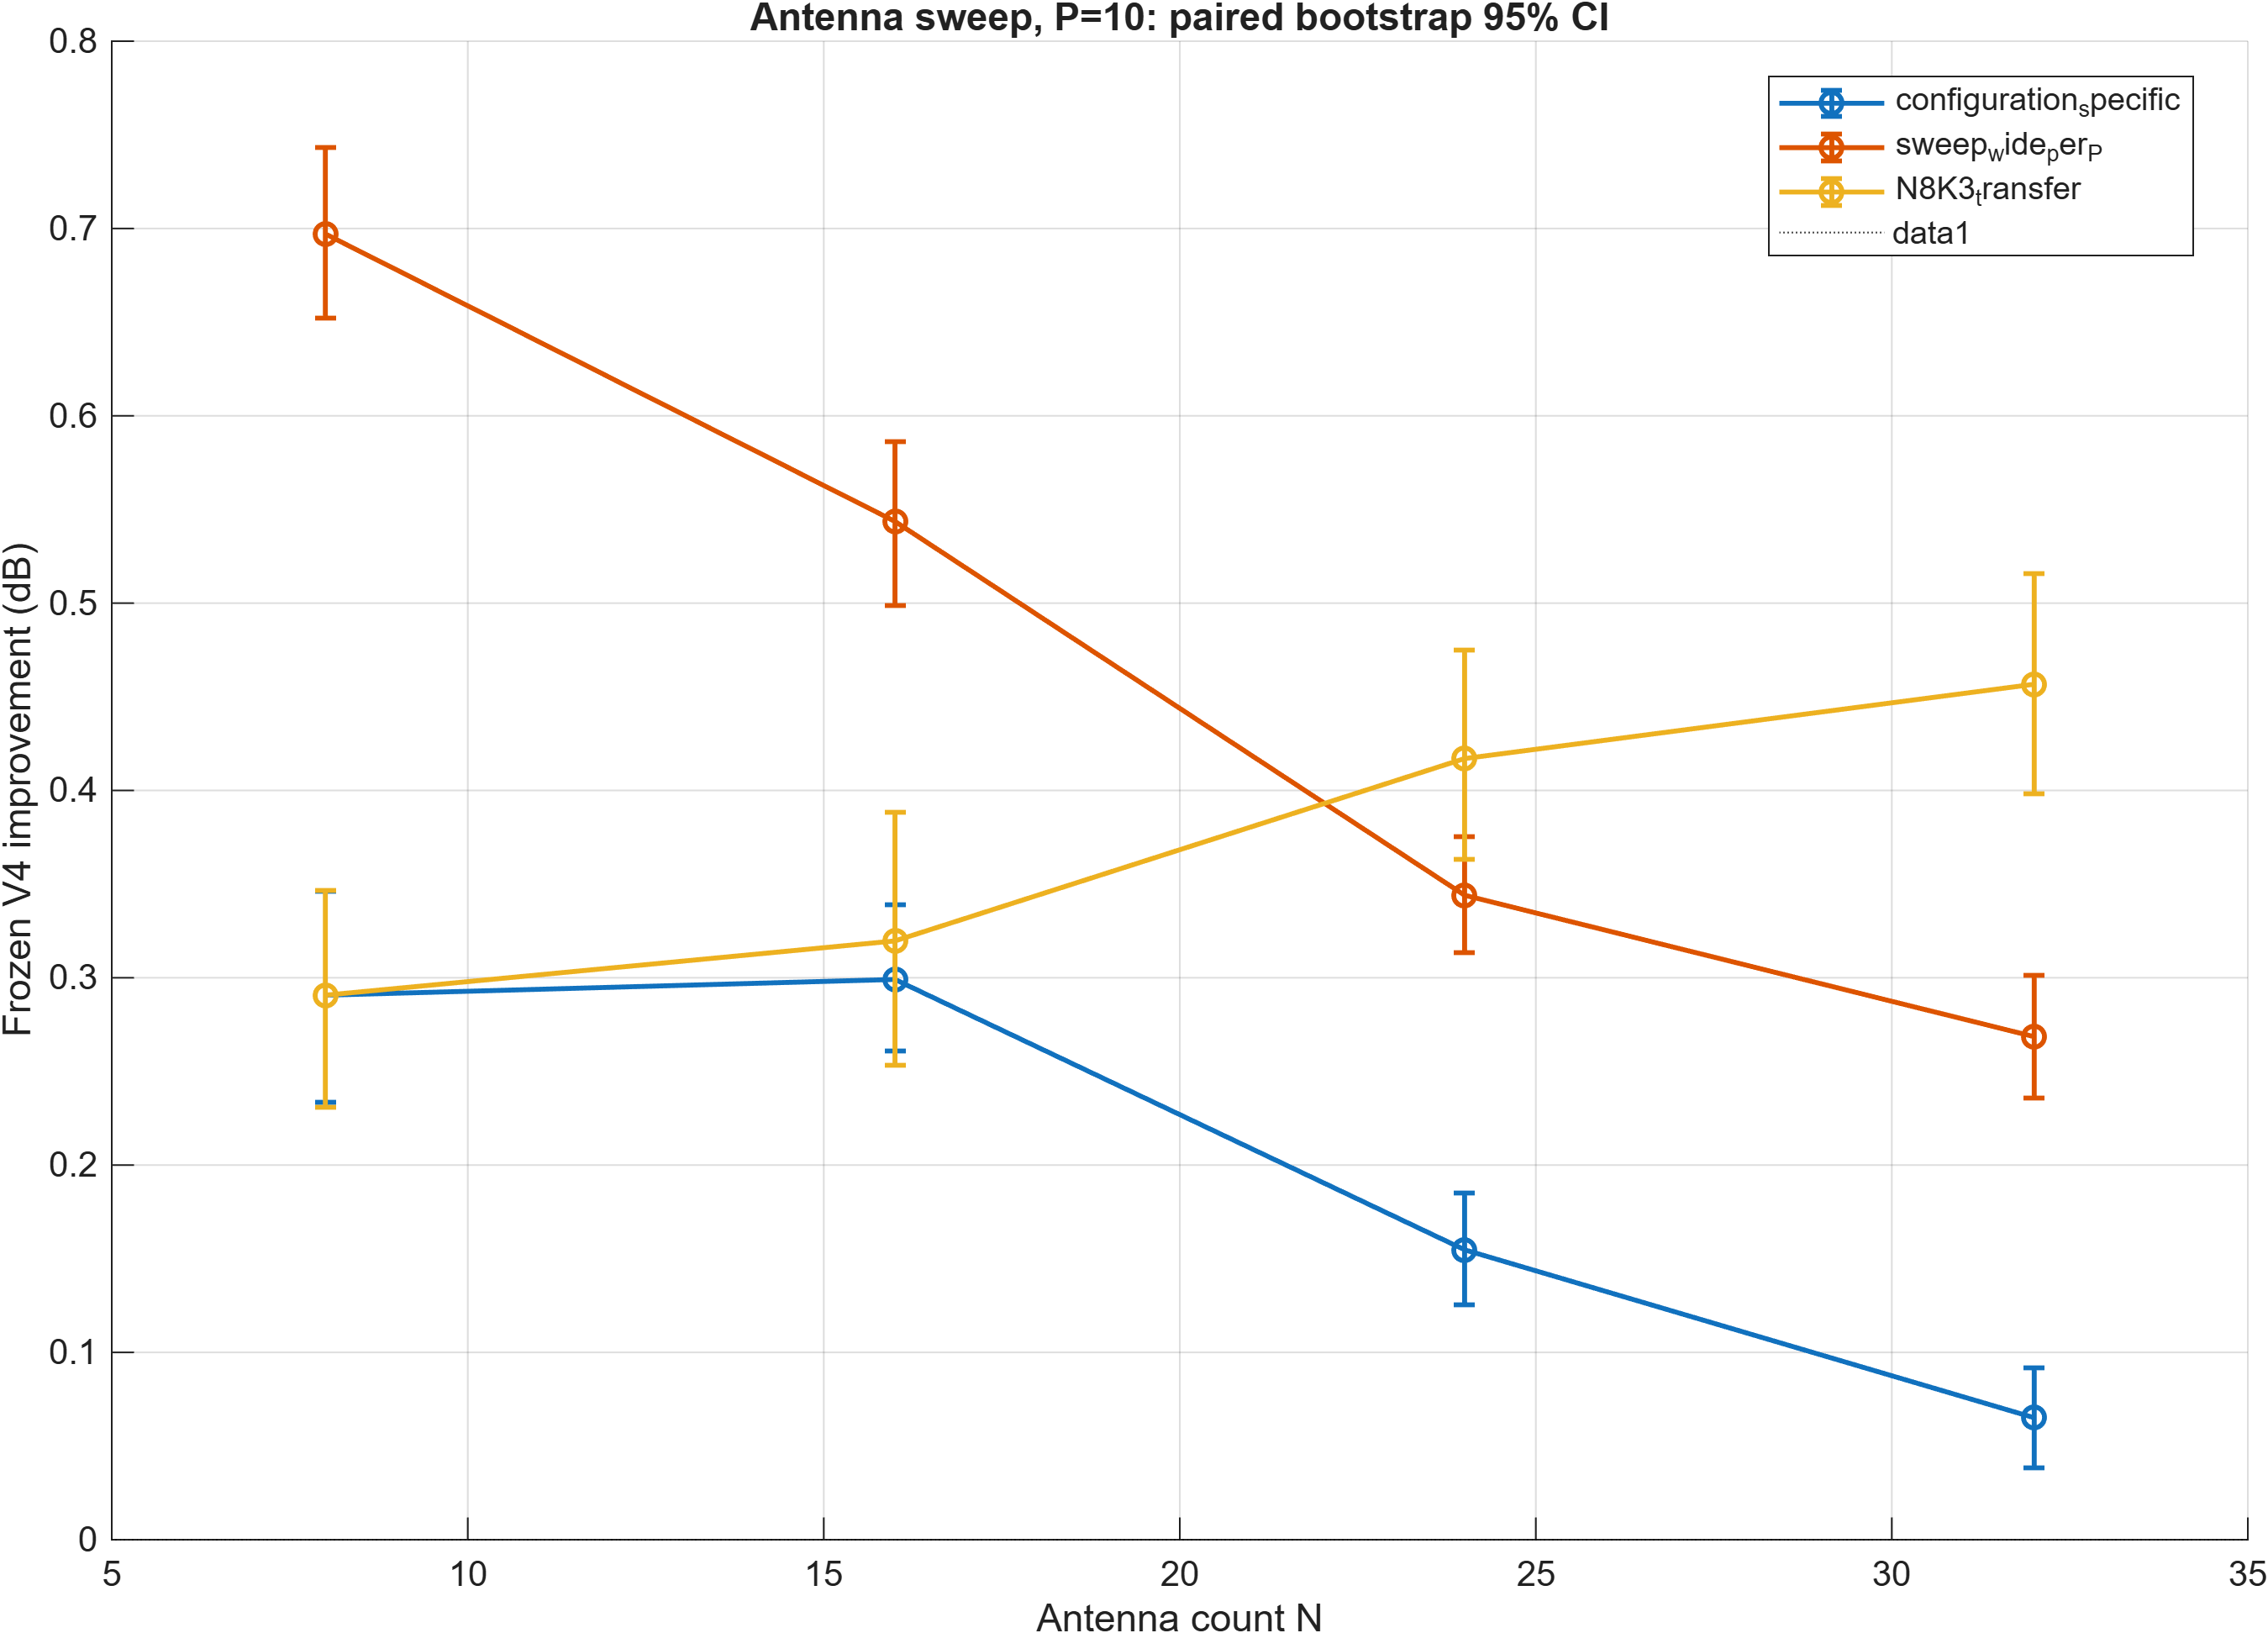 Antenna sweep, P=10: paired bootstrap 95% CI
0.8
0.7
0.6
0.5
0.4
0.3
0.2
0.1
0
Frozen V4 improvement (dB)
configurationspecific
sweepwideperP
N8K3transfer
data1
5 10 15 20 25 30 35
Antenna count N